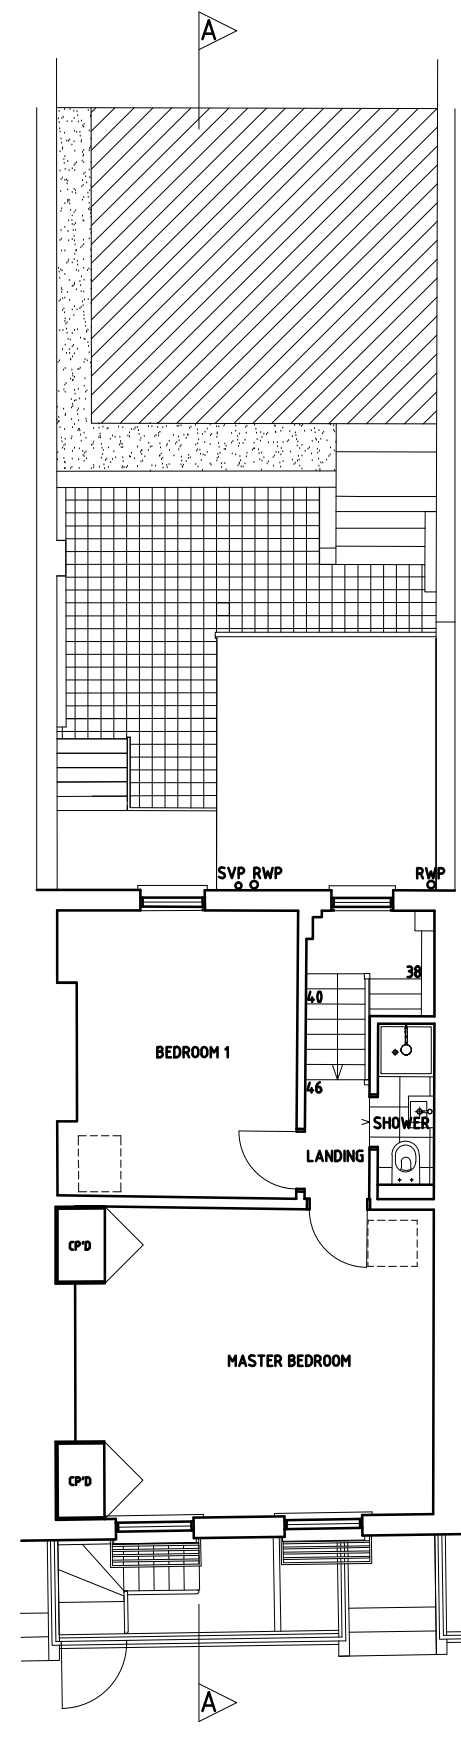 A
SVP RWP
RWP
38
40
BEDROOM 1
46
SHOWER
LANDING
CP'D
MASTER BEDROOM
CP'D
A